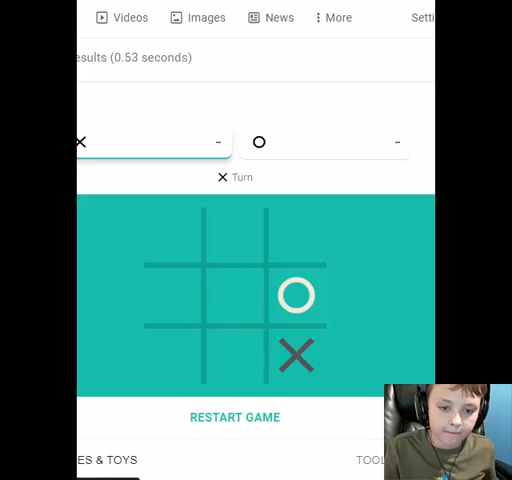 Videos Images News More Setti
esults (0.53 seconds)
- -
Turn
RESTART GAME
ES & TOYS TOOL